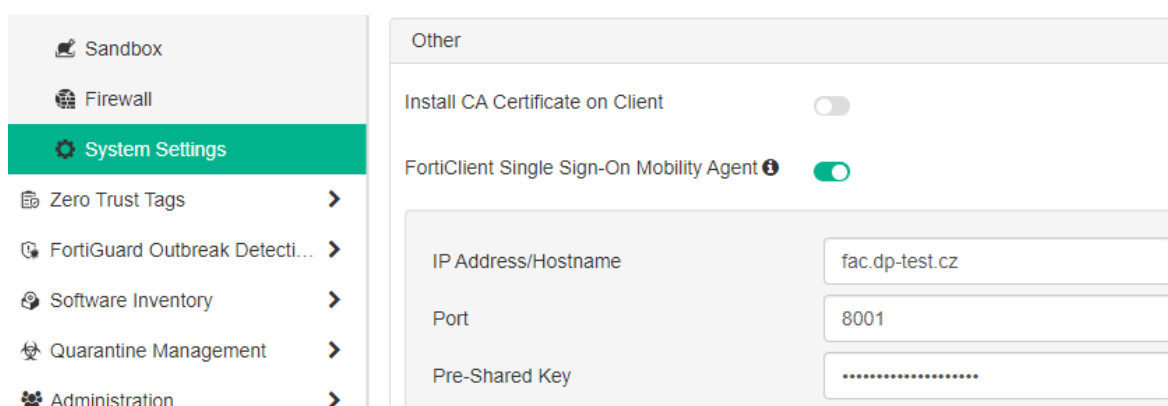 Sandbox
Firewall
System Settings
Zero Trust Tags
FortiGuard Outbreak Detecti...
Software Inventory
Quarantine Management
Administration
Other
Install CA Certificate on Client
FortiClient Single Sign-On Mobility Agent
IP Address/Hostname
fac.dp-test.cz
Port
8001
Pre-Shared Key
••••••••••••••••••••